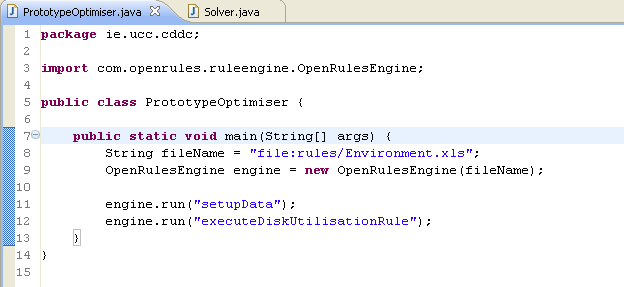 PrototypeOptimiser.java Solver.java
1 package ie.ucc.cddc;
2
3 import com.openrules.ruleengine.OpenRulesEngine;
4
5 public class PrototypeOptimiser {
6
7 public static void main(String[] args) {
8 String fileName = "file:rules/Environment.xls";
9 OpenRulesEngine engine = new OpenRulesEngine(fileName);
10
11 engine.run("setupData");
12 engine.run("executeDiskUtilisationRule");
13 }
14 }
15